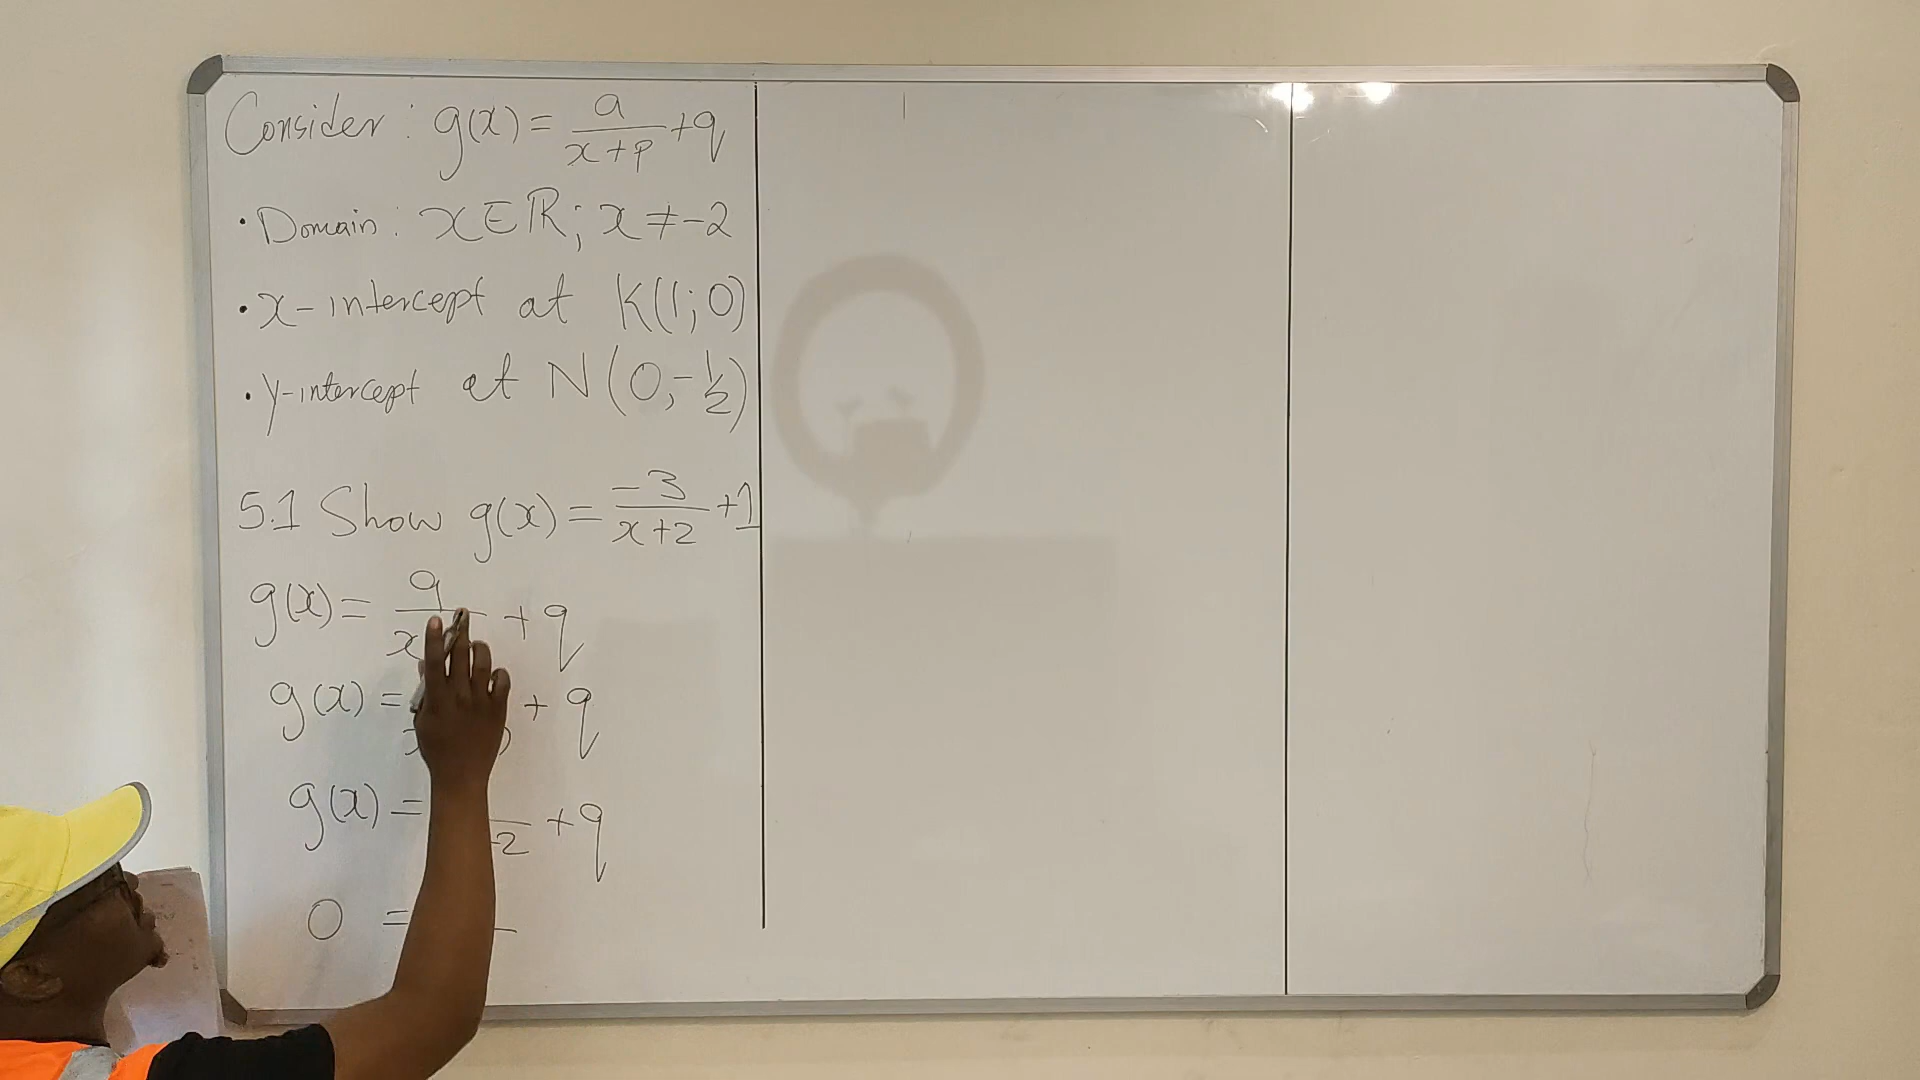 Consider : g(x) = a/(x+p) + q
• Domain : x ∈ ℝ ; x ≠ -2
• x-intercept at K(1;0)
• y-intercept at N(0;-1/2)
5.1 Show g(x) = -3/(x+2) + 1
g(x) = a/x + q
g(x) = + q
g(x) = 2 + q
0 =